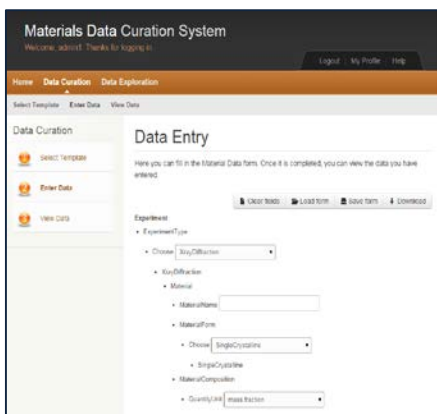 Materials Data Curation System
Welcome, admin1. Thanks for logging in.
Logout | My Profile | Help
Home Data Curation Data Exploration
Select Template Enter Data View Data
Data Curation
Select Template
Enter Data
View Data
Data Entry
Here you can fill in the Material Data form. Once it is completed, you can view the data you have
entered.
Clear fields Load form Save form Download
Experiment
ExperimentType
Choose XrayDiffraction
XrayDiffraction
Material
MaterialName
MaterialForm
Choose SingleCrystalline
SingleCrystalline
MaterialComposition
QuantityUnit mass fraction